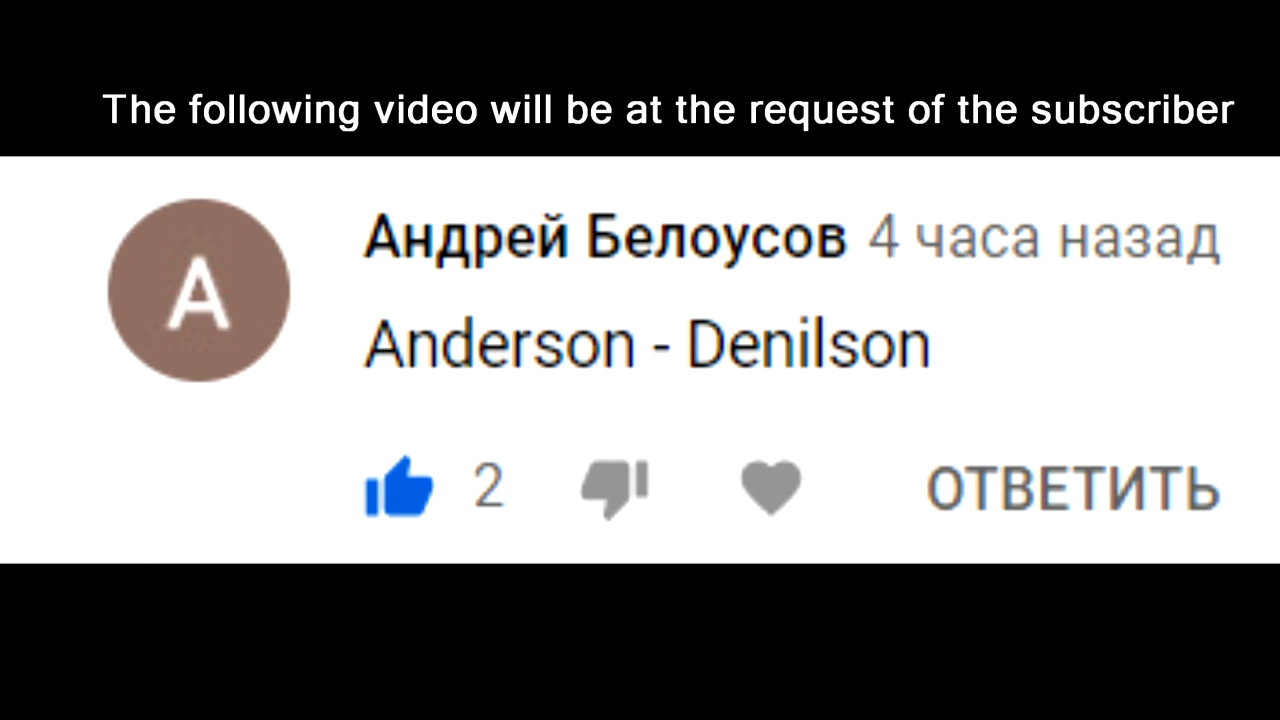 The following video will be at the request of the subscriber
А
Андрей Белоусов 4 часа назад
Anderson - Denilson
2
ОТВЕТИТЬ